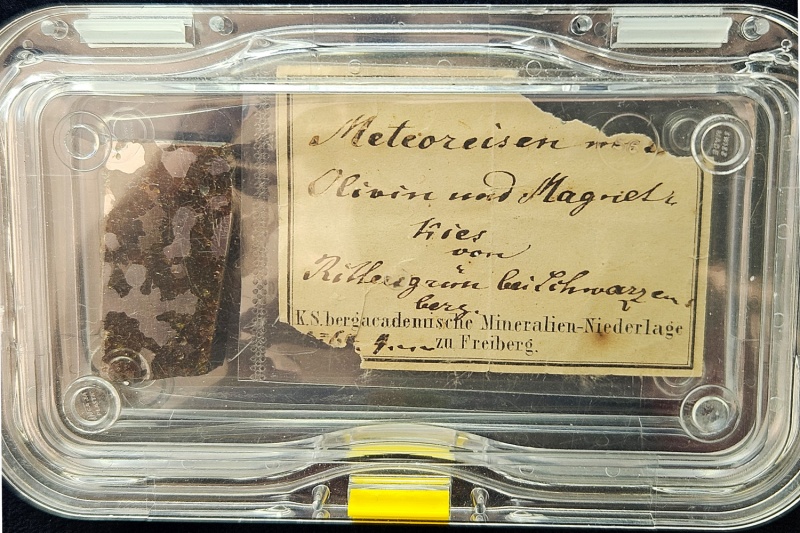 Meteoreisen
Olivin und Magnet-
kies
von
Rittersgrün bei Schwarzen-
berg.
K.S. bergacademische Mineralien-Niederlage
zu Freiberg.